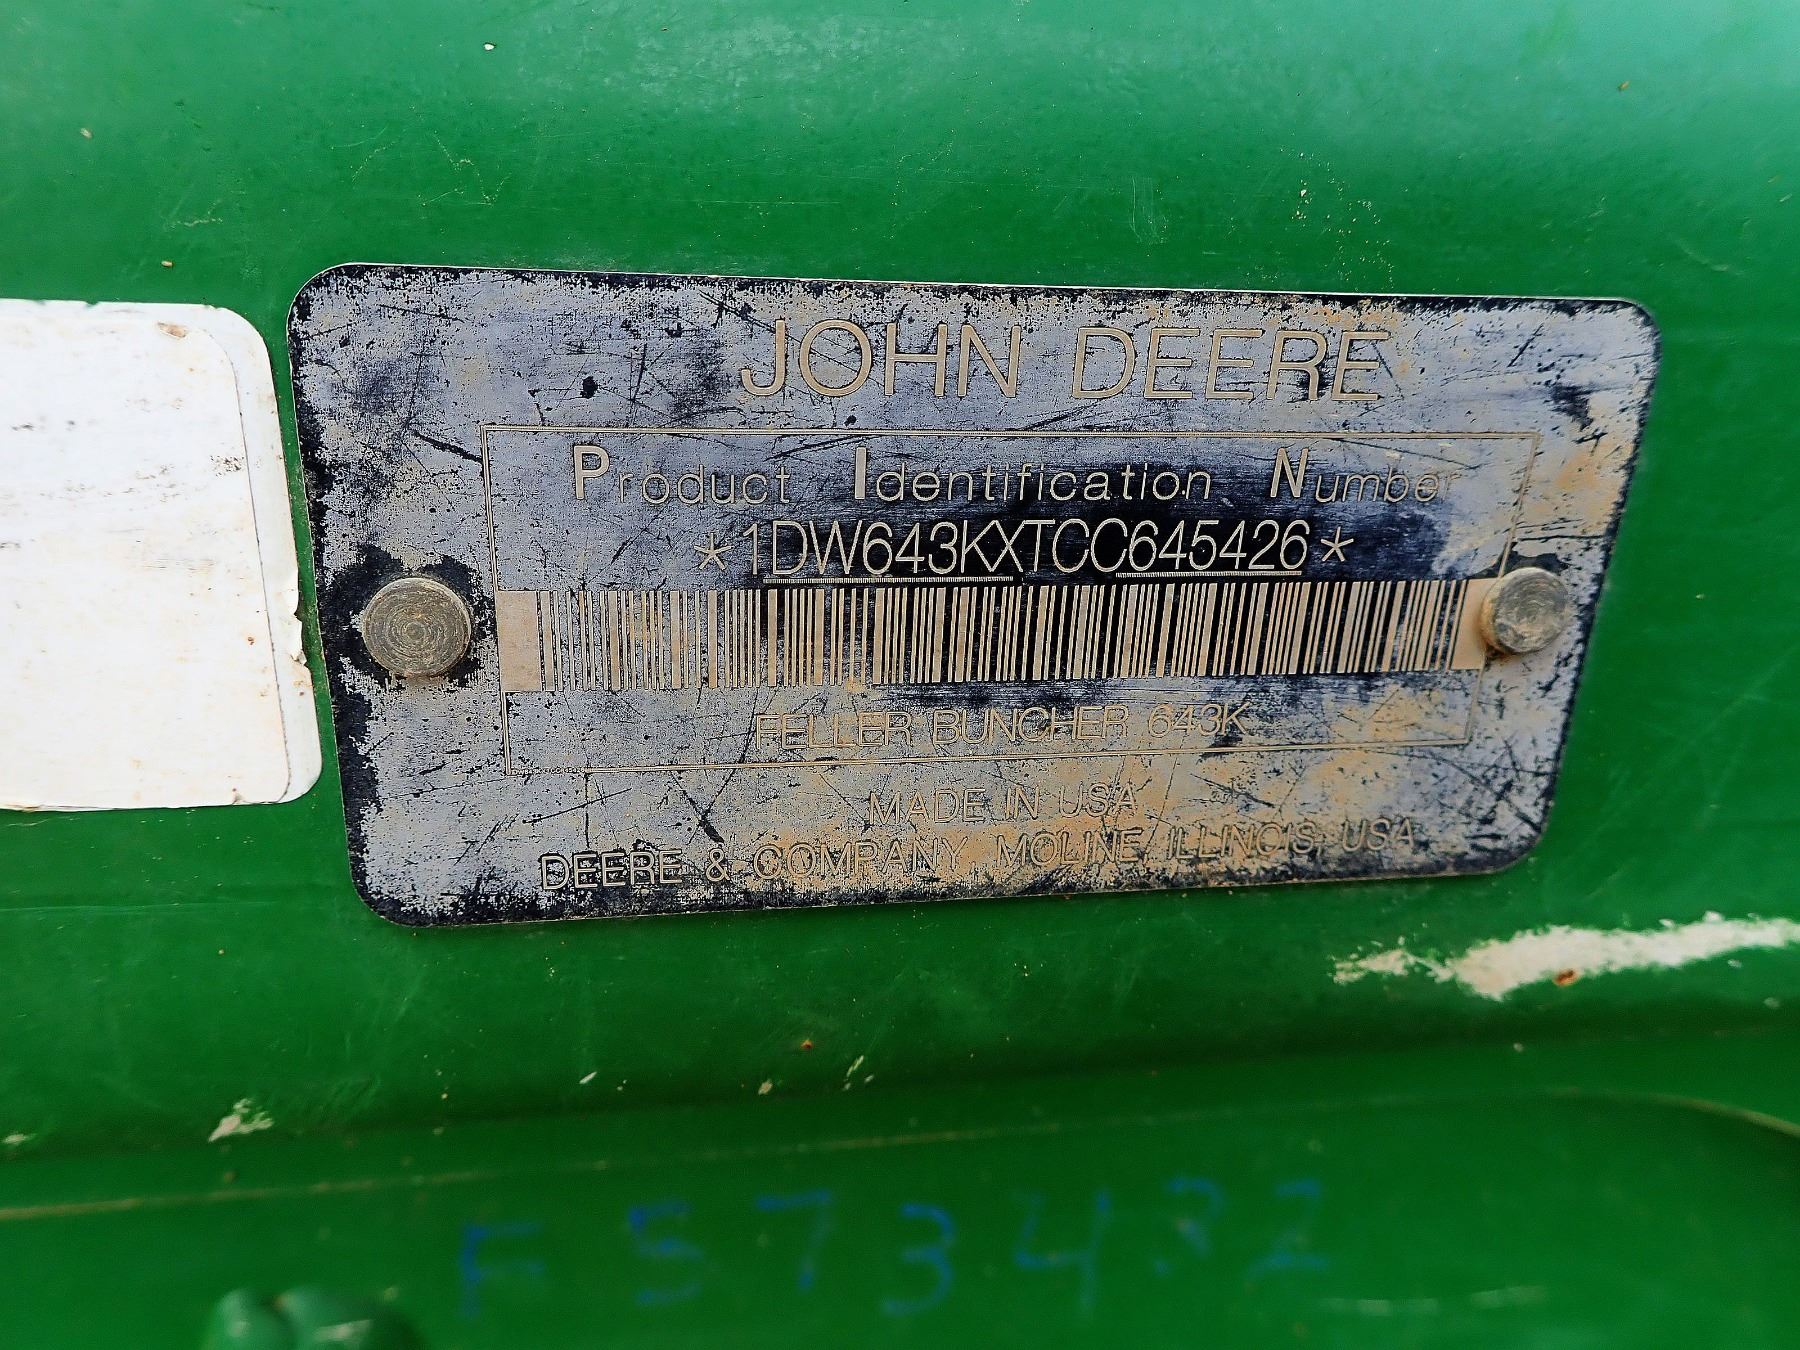 JOHN DEERE
Product Identification Number
*1DW643KXTCC645426*
FELLER BUNCHER 643K
MADE IN USA
DEERE & COMPANY MOLINE ILLINOIS USA